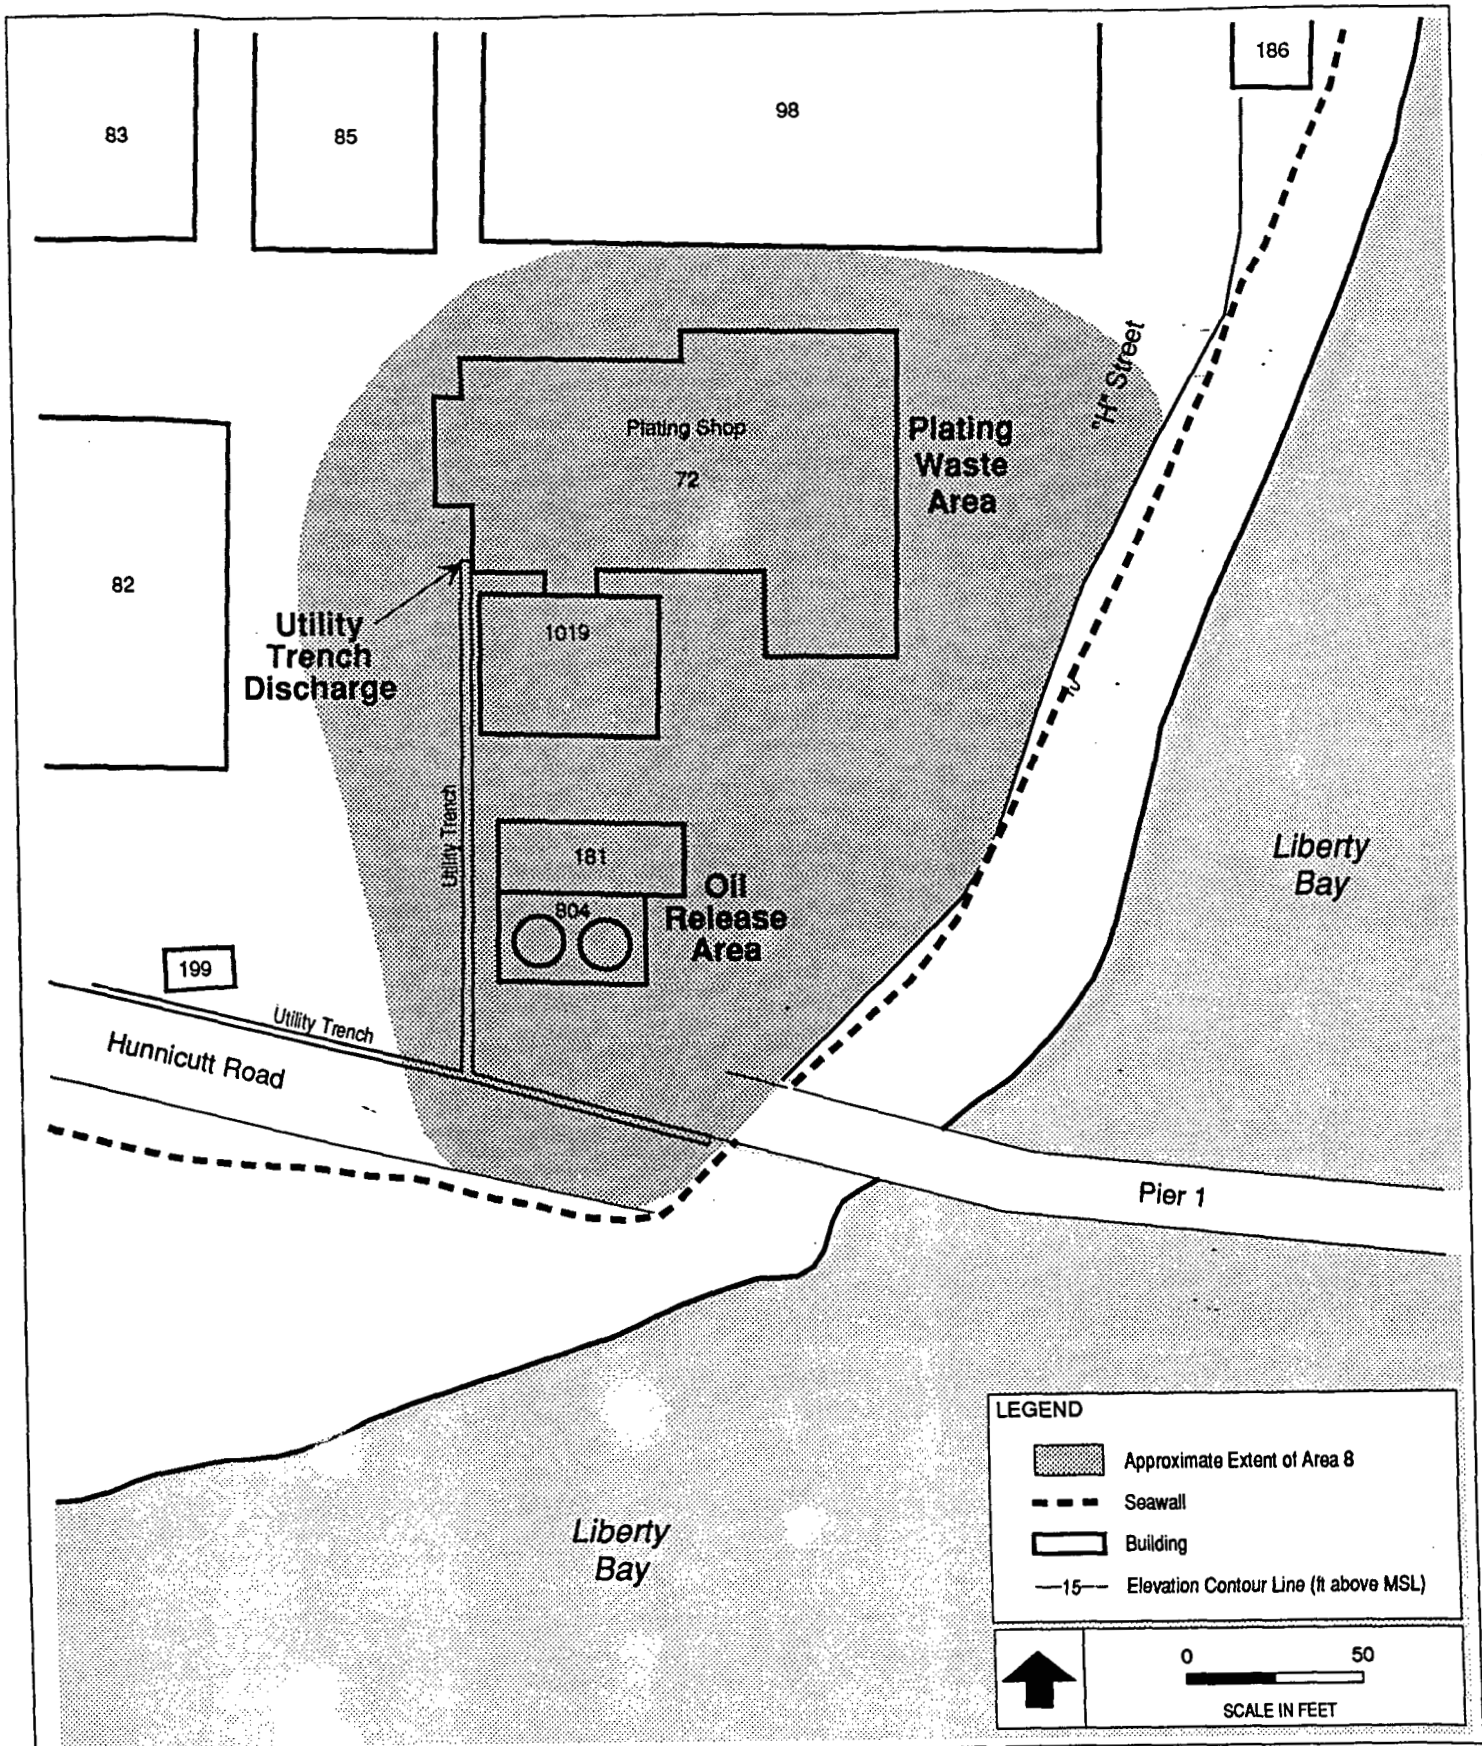 186
98
83
85
"H" Street
Plating Shop
72
Plating
Waste
Area
82
Utility
Trench
Discharge
1019
Utility Trench
181
804
Oil
Release
Area
Liberty
Bay
199
Utility Trench
Hunnicutt Road
Pier 1
Liberty
Bay
LEGEND
Approximate Extent of Area 8
Seawall
Building
15
Elevation Contour Line (ft above MSL)
0 50
SCALE IN FEET